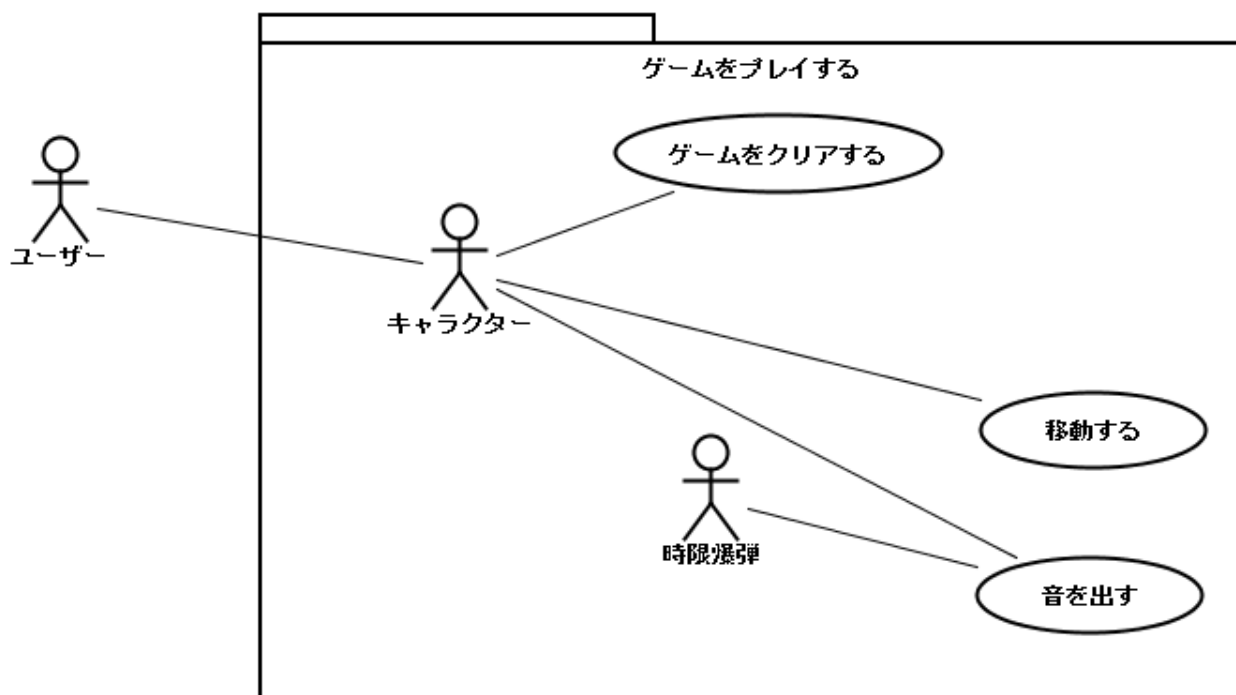 ゲームをプレイする
ゲームをクリアする
ユーザー
キャラクター
移動する
時限爆弾
音を出す